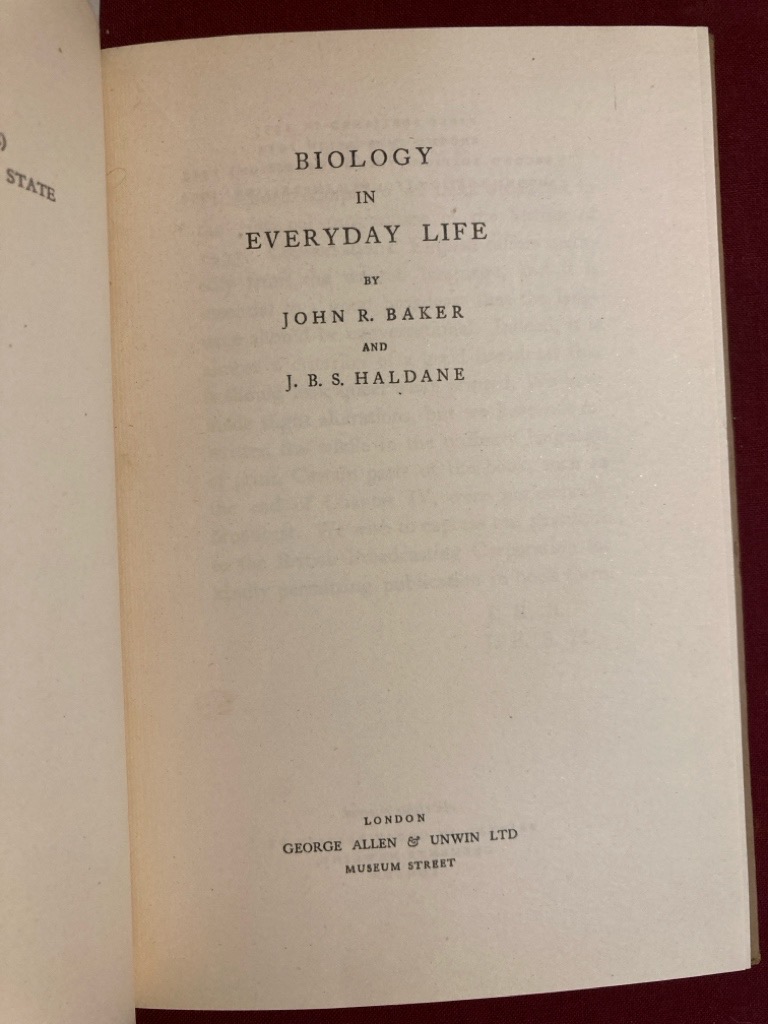 )
STATE
BIOLOGY
IN
EVERYDAY LIFE
BY
JOHN R. BAKER
AND
J. B. S. HALDANE
LONDON
GEORGE ALLEN & UNWIN LTD
MUSEUM STREET